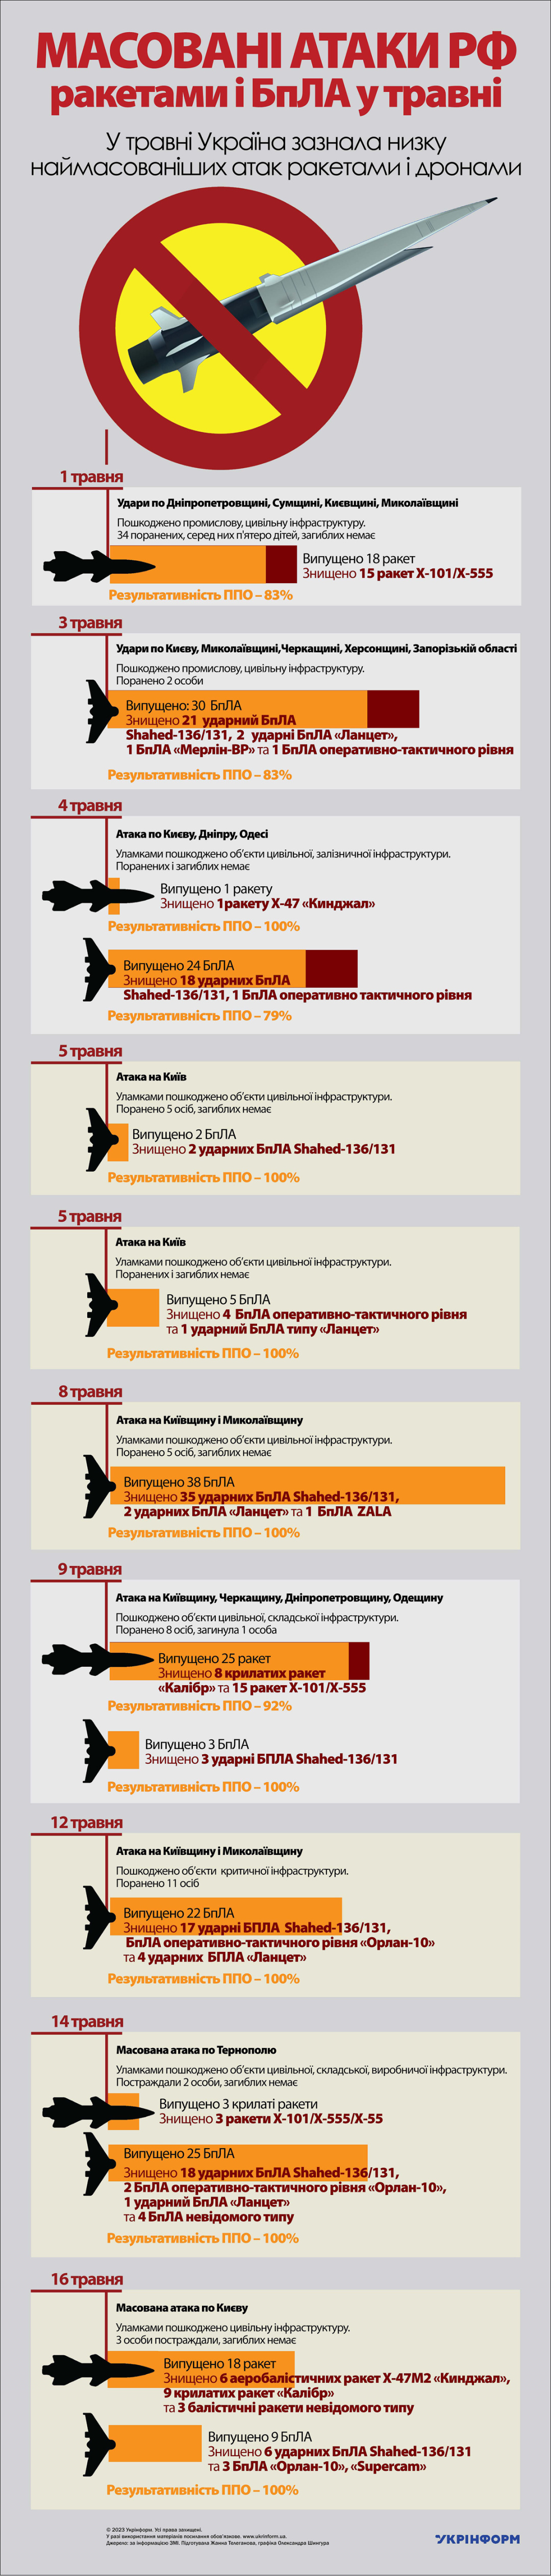 МАСОВАНІ АТАКИ РФ
ракетами і БпЛА у травні
У травні Україна зазнала низку
наймасованіших атак ракетами і дронами
1 травня
Удари по Дніпропетровщині, Сумщині, Києвщині, Миколаївщині
Пошкоджено промислову, цивільну інфраструктуру.
34 поранених, серед них п'ятеро дітей, загиблих немає
Випущено 18 ракет
Знищено 15 ракет Х-101/Х-555
Результативність ППО – 83%
3 травня
Удари по Києву, Миколаївщині,Черкащині, Херсонщині, Запорізькій області
Пошкоджено промислову, цивільну інфраструктуру.
Поранено 2 особи
Випущено: 30 БпЛА
Знищено 21 ударний БпЛА
Shahed-136/131, 2 ударні БпЛА «Ланцет»,
1 БпЛА «Мерлін-ВР» та 1 БпЛА оперативно-тактичного рівня
Результативність ППО – 83%
4 травня
Атака по Києву, Дніпру, Одесі
Уламками пошкоджено об'єкти цивільної, залізничної інфраструктури.
Поранених і загиблих немає
Випущено 1 ракету
Знищено 1ракету Х-47 «Кинджал»
Результативність ППО – 100%
Випущено 24 БпЛА
Знищено 18 ударних БпЛА
Shahed-136/131, 1 БпЛА оперативно тактичного рівня
Результативність ППО – 79%
5 травня
Атака на Київ
Уламками пошкоджено об'єкти цивільної інфраструктури.
Поранено 5 осіб, загиблих немає
Випущено 2 БпЛА
Знищено 2 ударних БпЛА Shahed-136/131
Результативність ППО – 100%
5 травня
Атака на Київ
Уламками пошкоджено об'єкти цивільної інфраструктури.
Поранених і загиблих немає
Випущено 5 БпЛА
Знищено 4 БпЛА оперативно-тактичного рівня
та 1 ударний БпЛА типу «Ланцет»
Результативність ППО – 100%
8 травня
Атака на Київщину і Миколаївщину
Уламками пошкоджено об'єкти цивільної інфраструктури.
Поранено 5 осіб, загиблих немає
Випущено 38 БпЛА
Знищено 35 ударних БпЛА Shahed-136/131,
2 ударних БпЛА «Ланцет» та 1 БпЛА ZALA
Результативність ППО – 100%
9 травня
Атака на Київщину, Черкащину, Дніпропетровщину, Одещину
Пошкоджено об'єкти цивільної, складської інфраструктури.
Поранено 8 осіб, загинула 1 особа
Випущено 25 ракет
Знищено 8 крилатих ракет
«Калібр» та 15 ракет Х-101/Х-555
Результативність ППО – 92%
Випущено 3 БпЛА
Знищено 3 ударні БПЛА Shahed-136/131
Результативність ППО – 100%
12 травня
Атака на Київщину і Миколаївщину
Пошкоджено об'єкти критичної інфраструктури.
Поранено 11 осіб
Випущено 22 БпЛА
Знищено 17 ударні БПЛА Shahed-136/131,
БпЛА оперативно-тактичного рівня «Орлан-10»
та 4 ударних БПЛА «Ланцет»
Результативність ППО – 100%
14 травня
Масована атака по Тернополю
Уламками пошкоджено об'єкти цивільної, складської, виробничої інфраструктури.
Постраждали 2 особи, загиблих немає
Випущено 3 крилаті ракети
Знищено 3 ракети Х-101/Х-555/Х-55
Випущено 25 БпЛА
Знищено 18 ударних БпЛА Shahed-136/131,
2 БпЛА оперативно-тактичного рівня «Орлан-10»,
1 ударний БпЛА «Ланцет»
та 4 БпЛА невідомого типу
Результативність ППО – 100%
16 травня
Масована атака по Києву
Уламками пошкоджено цивільну інфраструктуру.
3 особи постраждали, загиблих немає
Випущено 18 ракет
Знищено 6 аеробалістичних ракет Х-47М2 «Кинджал»,
9 крилатих ракет «Калібр»
та 3 балістичні ракети невідомого типу
Випущено 9 БпЛА
Знищено 6 ударних БпЛА Shahed-136/131
та 3 БпЛА «Орлан-10», «Supercam»
Результативність ППО – 100%
© 2023 Укрінформ. Усі права захищені.
У разі використання матеріалів посилання обов'язкове. www.ukrinform.ua.
Джерело: за інформацією ЗМІ. Підготувала Жанна Телеганова, графіка Олександра Шингура
УКРІНФОРМ